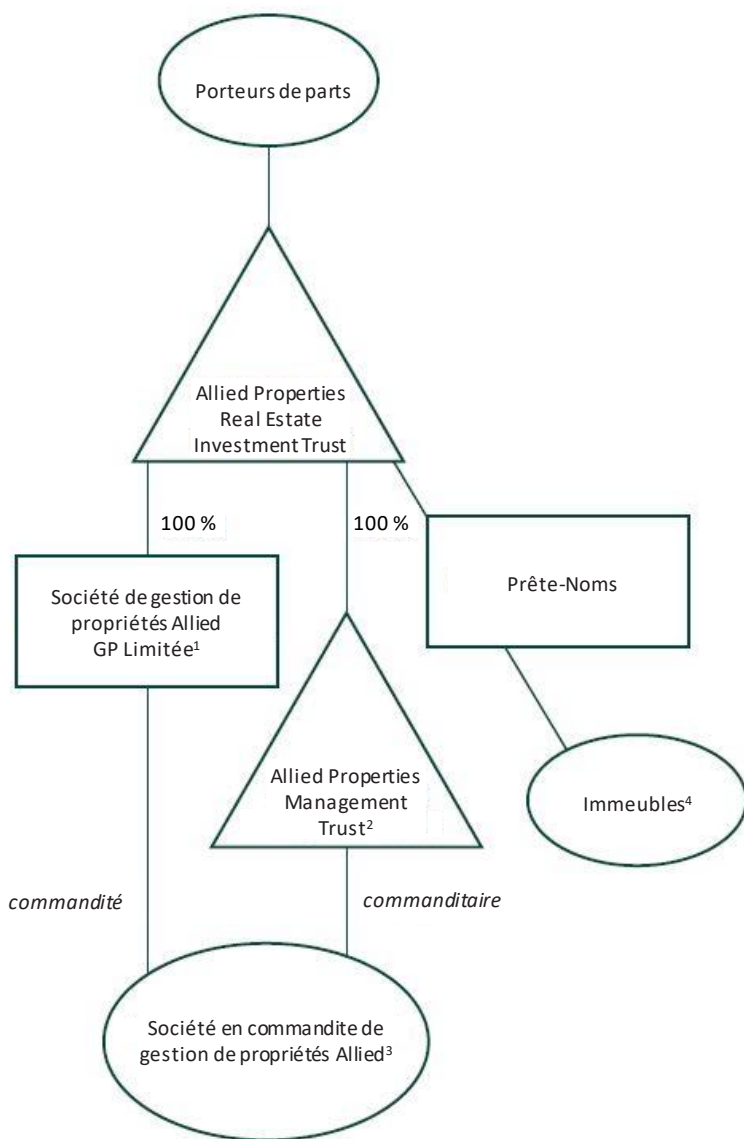 Porteurs de parts
Allied Properties
Real Estate
Investment Trust
100 %
100 %
Société de gestion de
propriétés Allied
GP Limitée¹
Prête-Noms
Allied Properties
Management
Trust²
Immeubles⁴
commandité
commanditaire
Société en commandite de
gestion de propriétés Allied³